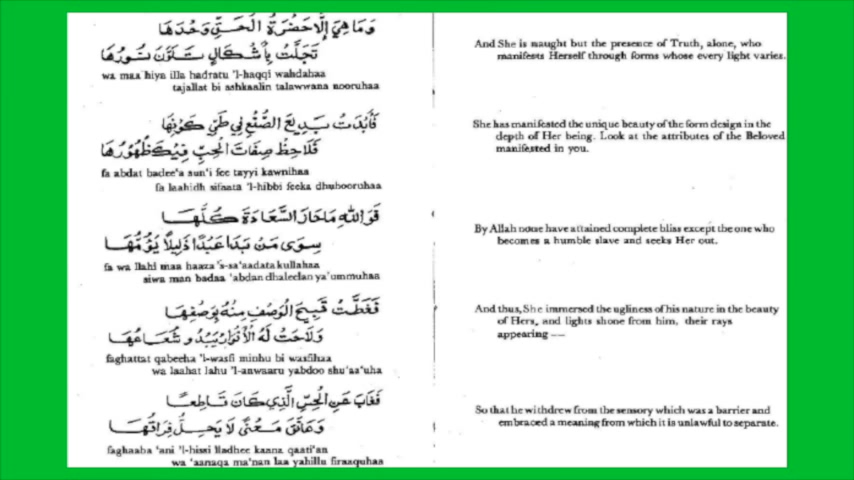 وَمَا هِيَ إِلَّا حَضْرَةُ الْحَقِّ وَحْدَهَا
تَجَلَّتْ بِأَشْكَالٍ تَلَوَّنَ نُورُهَا
wa maa hiya illa hadratu 'l-haqqi wahdahaa
tajallat bi ashkaalin talawwana nooruhaa
And She is naught but the presence of Truth, alone, who
manifests Herself through forms whose every light varies.
فَأَبْدَتْ بَدِيعَ الصُّنْعِ فِي طَيِّ كَوْنِهَا
فَلَاحِظْ صِفَاتَ الْحِبِّ فِيكَ ظُهُورُهَا
fa abdat badee'a sun'i fee tayyi kawnihaa
fa laahidh sifaata 'l-hibbi feeka dhuhooruhaa
She has manifested the unique beauty of the form design in the
depth of Her being. Look at the attributes of the Beloved
manifested in you.
فَوَاللَّهِ مَا حَازَ السَّعَادَةَ كُلَّهَا
سِوَى مَنْ بَدَا عَبْدًا ذَلِيلًا يَؤُمُّهَا
fa wa llahi maa haaza 's-sa'aadata kullahaa
siwa man badaa 'abdan dhaleelan ya'ummuhaa
By Allah none have attained complete bliss except the one who
becomes a humble slave and seeks Her out.
فَغَطَّتْ قَبِيحَ الْوَصْفِ مِنْهُ بِوَصْفِهَا
وَلَاحَتْ لَهُ الْأَنْوَارُ يَبْدُو شُعَاعُهَا
faghattat qabeeha 'l-wasfi minhu bi wasfihaa
wa laahat lahu 'l-anwaaru yabdoo shu'aa'uha
And thus, She immersed the ugliness of his nature in the beauty
of Hers, and lights shone from him, their rays
appearing —
فَغَابَ عَنِ الْحِسِّ الَّذِي كَانَ قَاطِعًا
وَعَانَقَ مَعْنًى لَا يَحِلُّ فِرَاقُهَا
faghaaba 'ani 'l-hissi lladhee kaana qaati'an
wa 'aanaqa ma'nan laa yahillu firaaquhaa
So that he withdrew from the sensory which was a barrier and
embraced a meaning from which it is unlawful to separate.